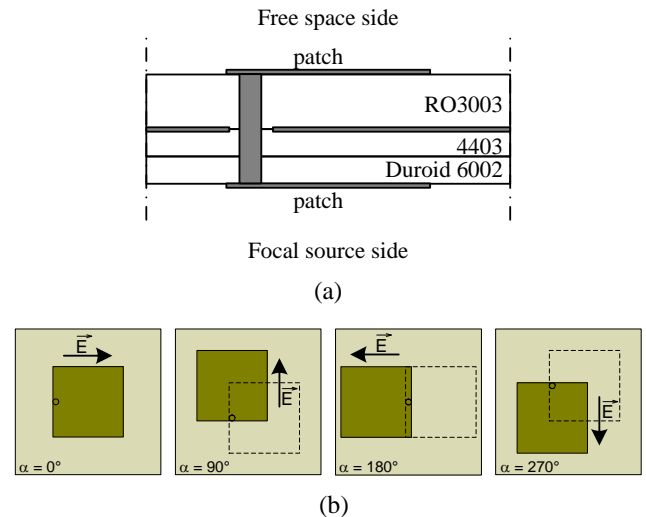 Free space side
patch
RO3003
4403
Duroid 6002
patch
Focal source side
(a)
E
α = 0°
E
α = 90°
E
α = 180°
E
α = 270°
(b)